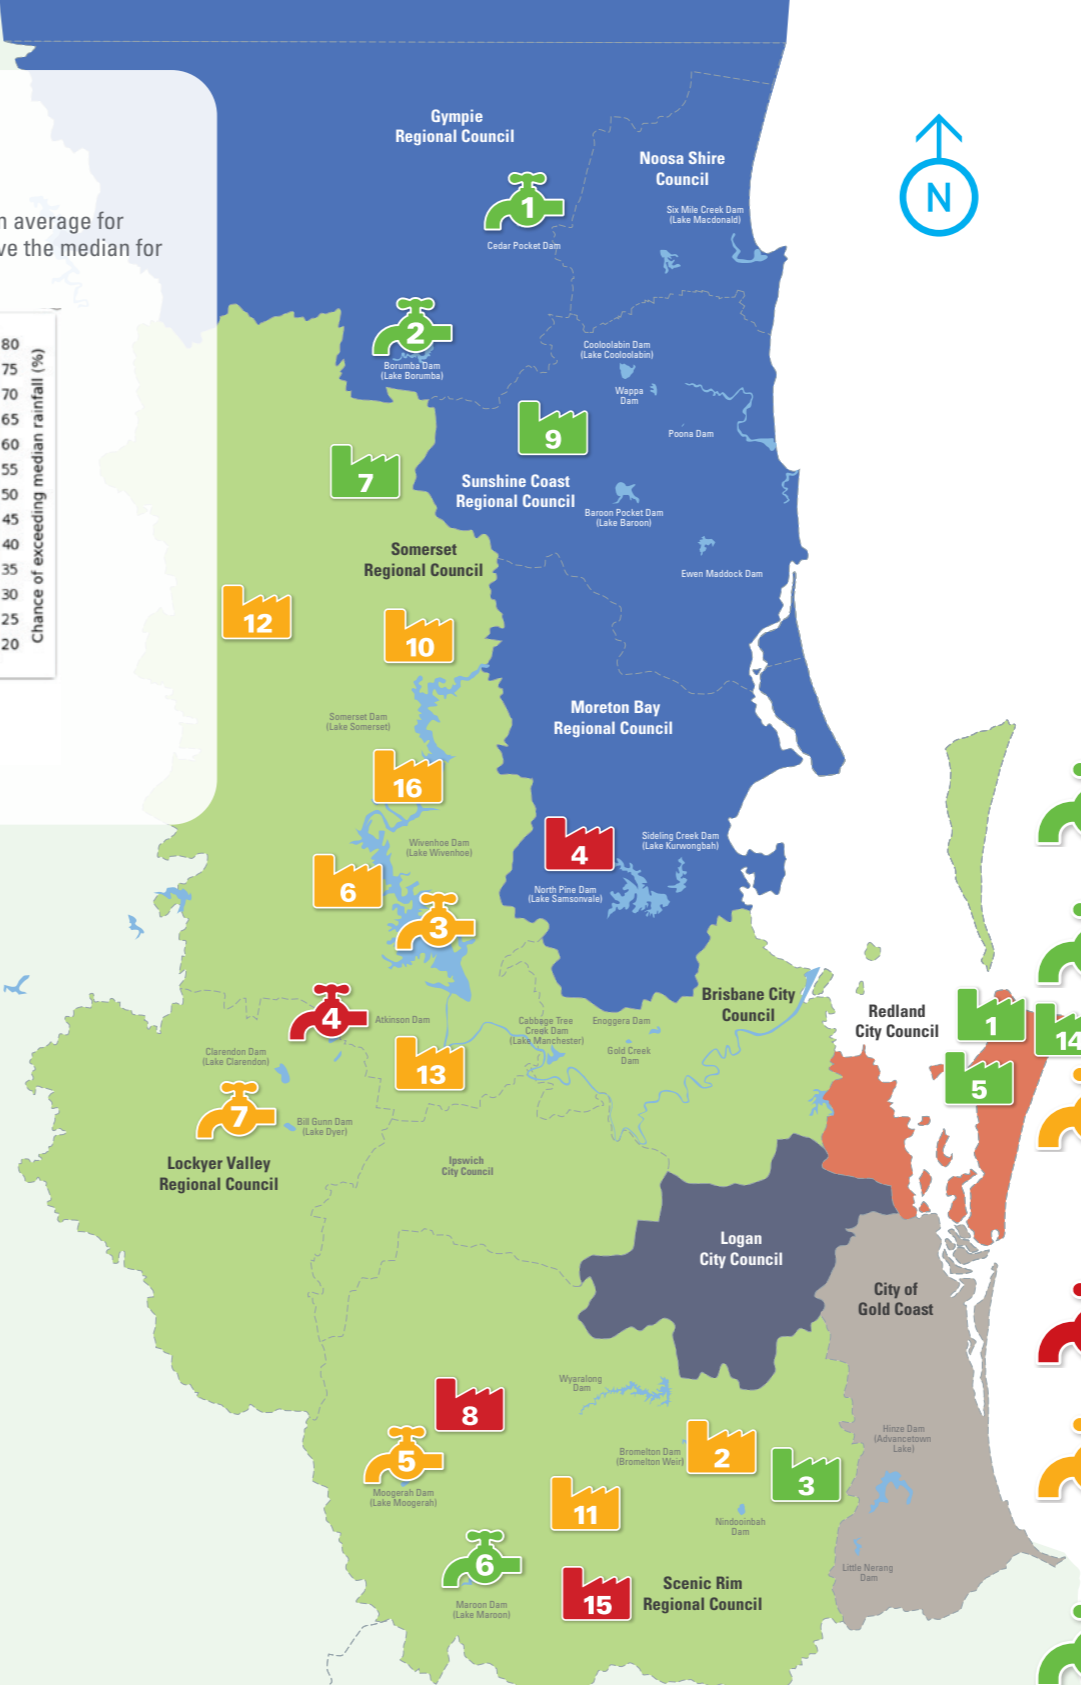 n average for
ve the median for
80
75
70
65
60
55
50
45
40
35
30
25
20
Chance of exceeding median rainfall (%)
N
Gympie
Regional Council
Noosa Shire
Council
Six Mile Creek Dam
(Lake Macdonald)
1
Cedar Pocket Dam
2
Borumba Dam
(Lake Borumba)
Cooloolabin Dam
(Lake Cooloolabin)
Wappa
Dam
Poona Dam
9
7
Sunshine Coast
Regional Council
Baroon Pocket Dam
(Lake Baroon)
Ewen Maddock Dam
Somerset
Regional Council
12
10
Somerset Dam
(Lake Somerset)
Moreton Bay
Regional Council
16
Wivenhoe Dam
(Lake Wivenhoe)
4
Sideling Creek Dam
(Lake Kurwongbah)
North Pine Dam
(Lake Samsonvale)
6
3
4
Atkinson Dam
Brisbane City
Council
Redland
City Council
1
14
5
Cabbage Tree
Creek Dam
(Lake Manchester)
Enoggera Dam
Gold Creek
Dam
Clarendon Dam
(Lake Clarendon)
13
7
Bill Gunn Dam
(Lake Dyer)
Lockyer Valley
Regional Council
Ipswich
City Council
Logan
City Council
City of
Gold Coast
Wyaralong
Dam
8
5
Moogerah Dam
(Lake Moogerah)
Bromelton Dam
(Bromelton Weir)
2
3
Hinze Dam
(Advancetown
Lake)
11
Nindooinbah
Dam
6
Maroon Dam
(Lake Maroon)
15
Scenic Rim
Regional Council
Little Nerang
Dam